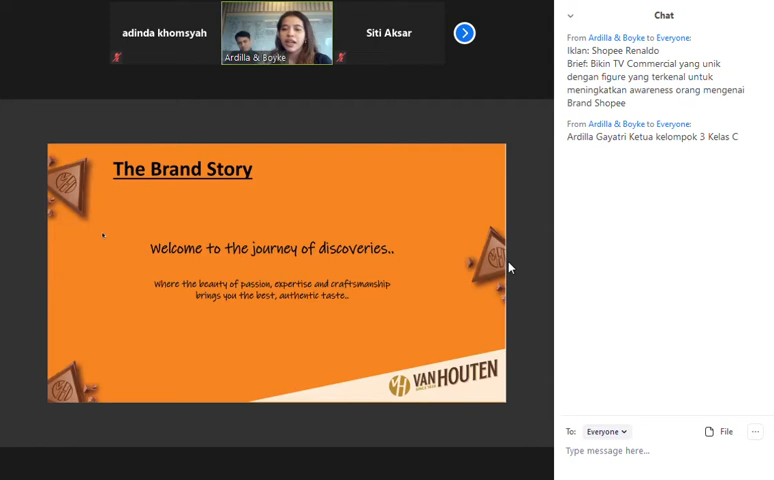 adinda khomsyah
Ardilla & Boyke
Siti Aksar
The Brand Story
Welcome to the journey of discoveries..
Where the beauty of passion, expertise and craftsmanship
brings you the best, authentic taste..
VH VAN HOUTEN
Chat
From Ardilla & Boyke to Everyone:
Iklan: Shopee Renaldo
Brief: Bikin TV Commercial yang unik
dengan figure yang terkenal untuk
meningkatkan awareness orang mengenai
Brand Shopee
From Ardilla & Boyke to Everyone:
Ardilla Gayatri Ketua kelompok 3 Kelas C
To: Everyone File ...
Type message here...